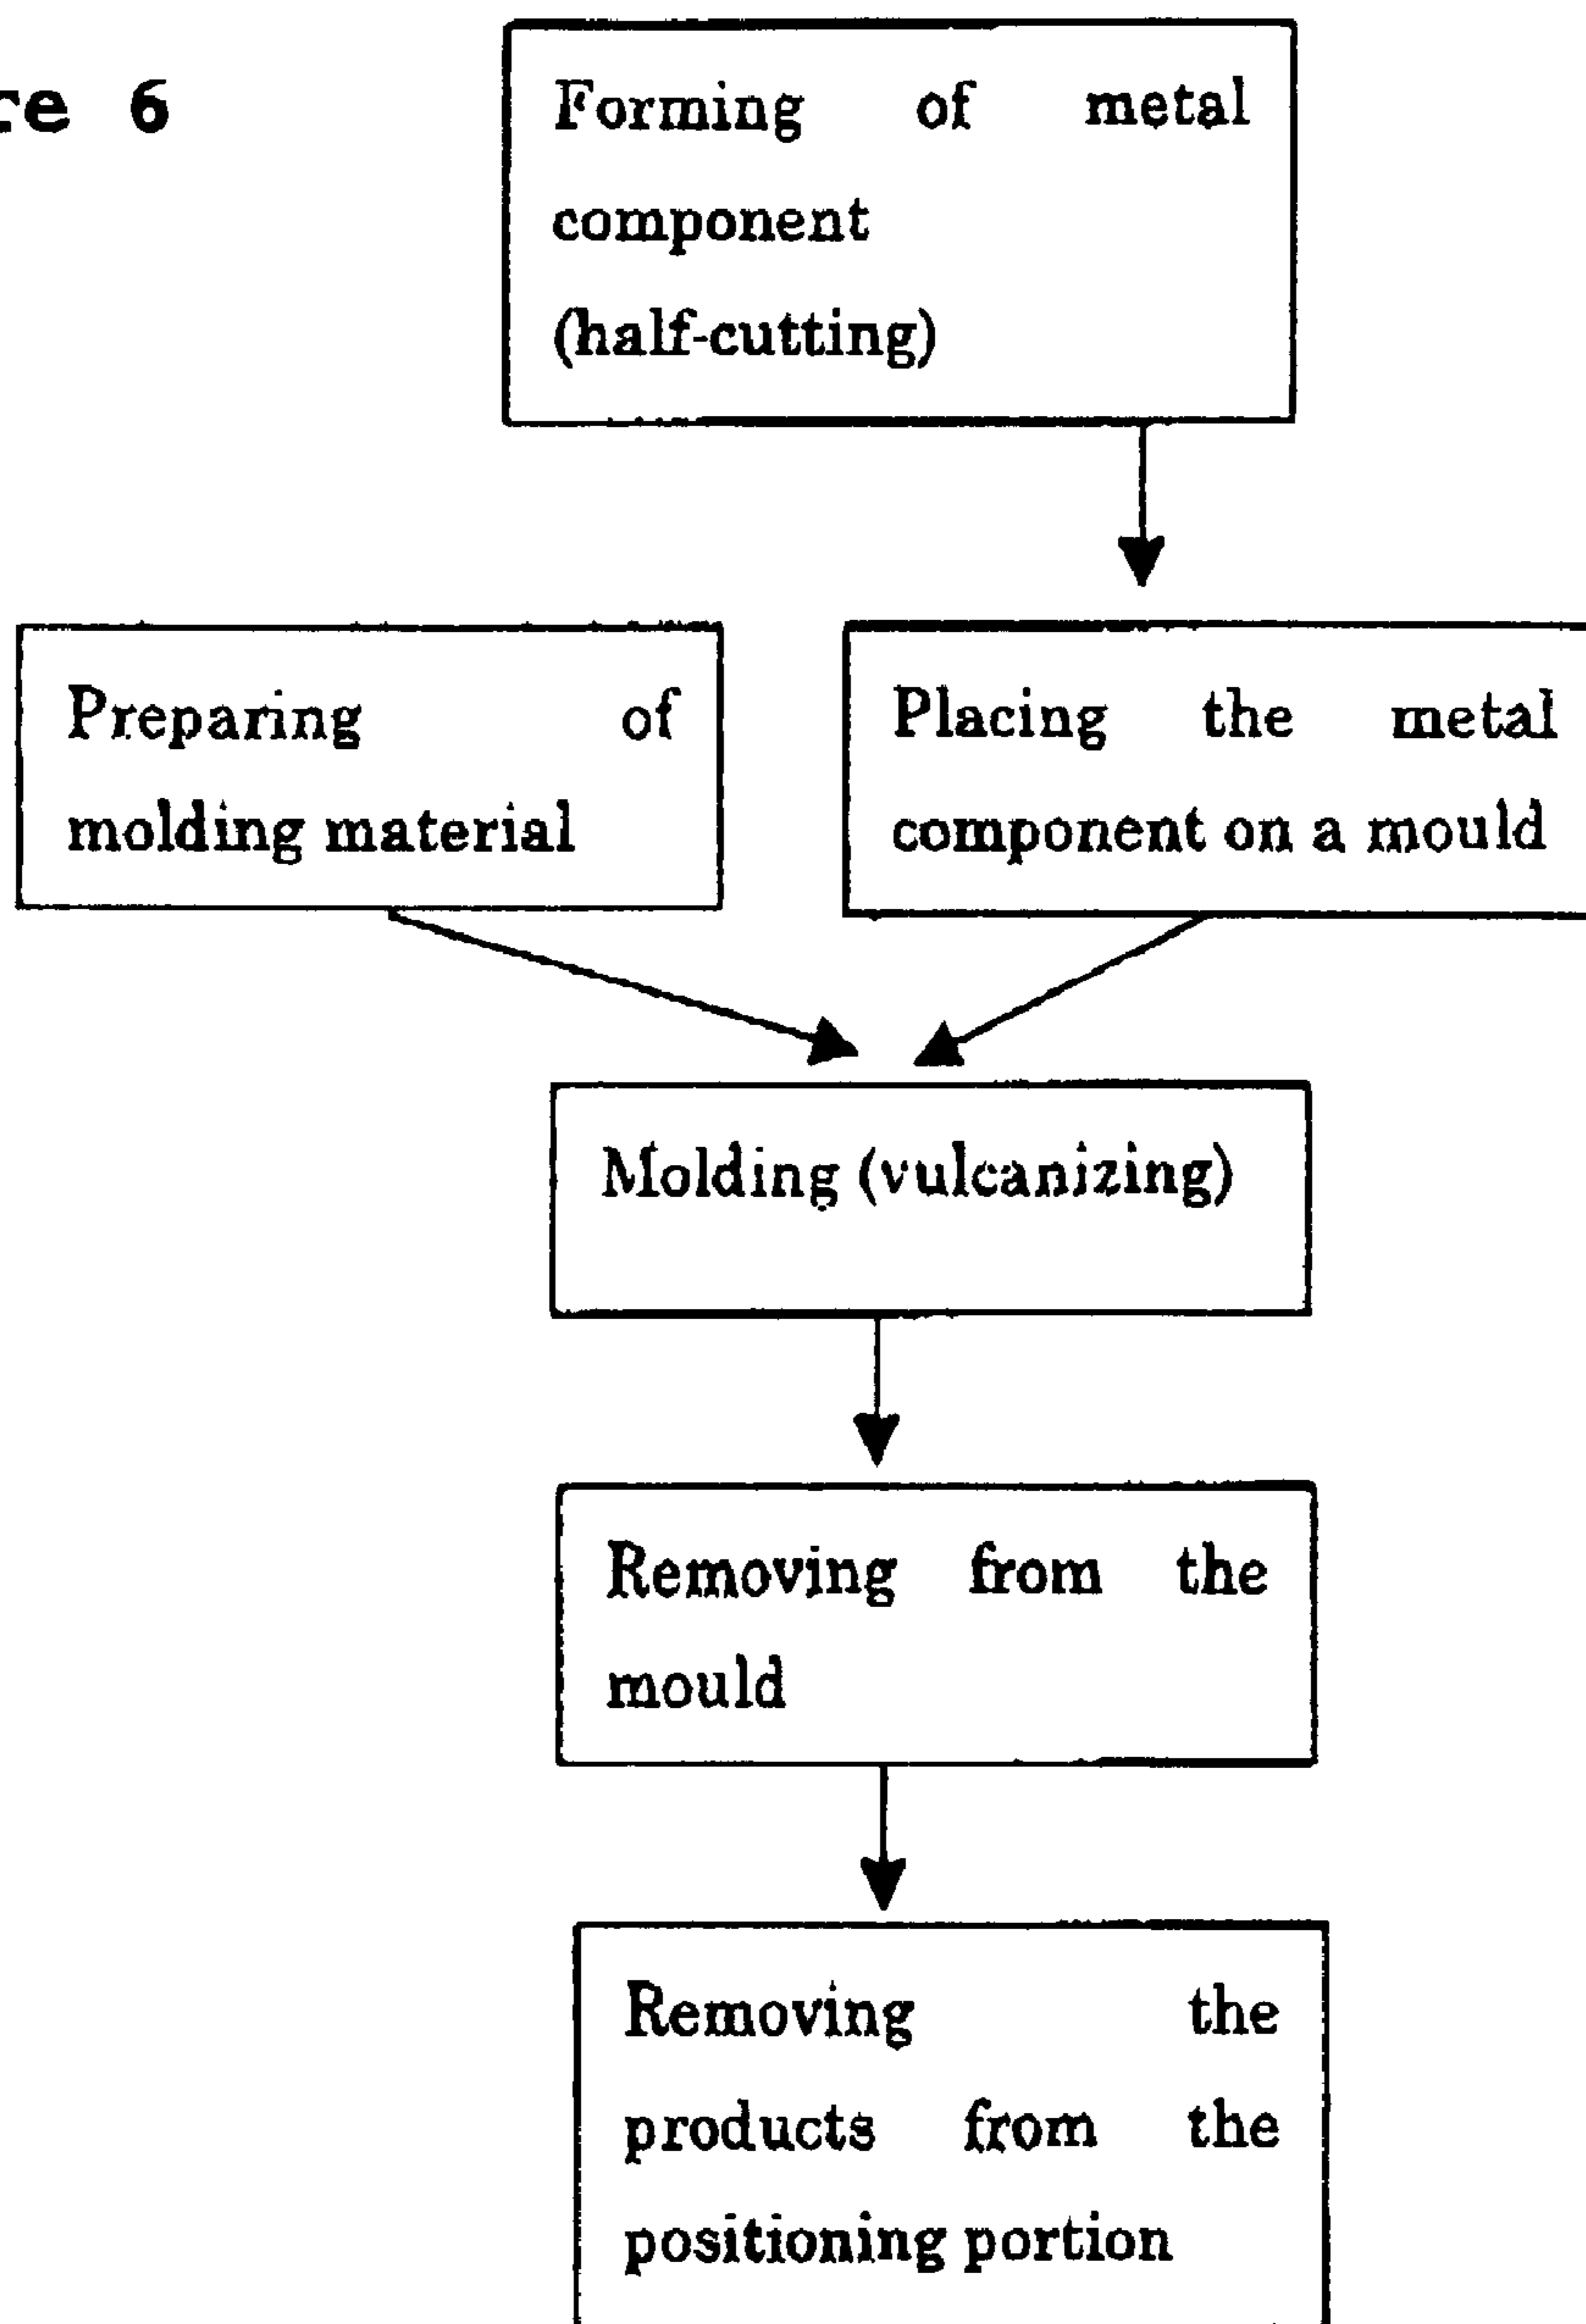 re 6
Forming of metal
component
(half-cutting)
Preparing of
molding material
Placing the metal
component on a mould
Molding (vulcanizing)
Removing from the
mould
Removing the
products from the
positioning portion